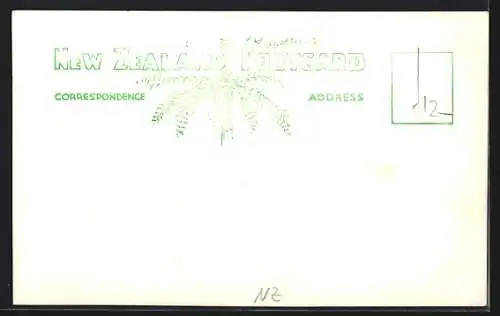 NEW ZEALAND POSTCARD
CORRESPONDENCE ADDRESS
12
NZ